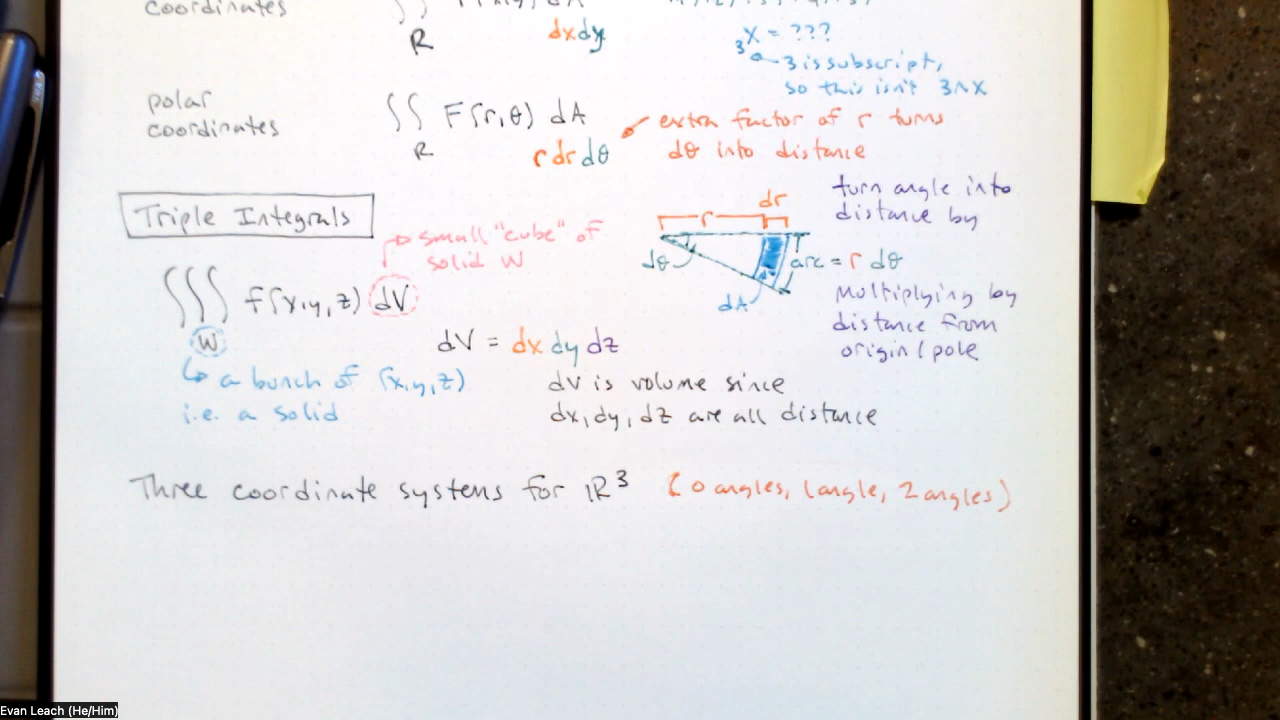 coordinates
R
dxdy
3X = ???
3 is subscript,
so this isn't 3^X
polar
coordinates
∫∫ F(r,θ) dA
R
r dr dθ
extra factor of r turns
dθ into distance
Triple Integrals
small "cube" of
solid W
∫∫∫ f(x,y,z) dV
W
a bunch of (x,y,z)
i.e. a solid
dV = dx dy dz
dV is volume since
dx, dy, dz are all distance
r
dr
dθ
dA
arc = r dθ
turn angle into
distance by
Multiplying by
distance from
origin / pole
Three coordinate systems for ℝ³ (0 angles, 1 angle, 2 angles)
Evan Leach (He/Him)